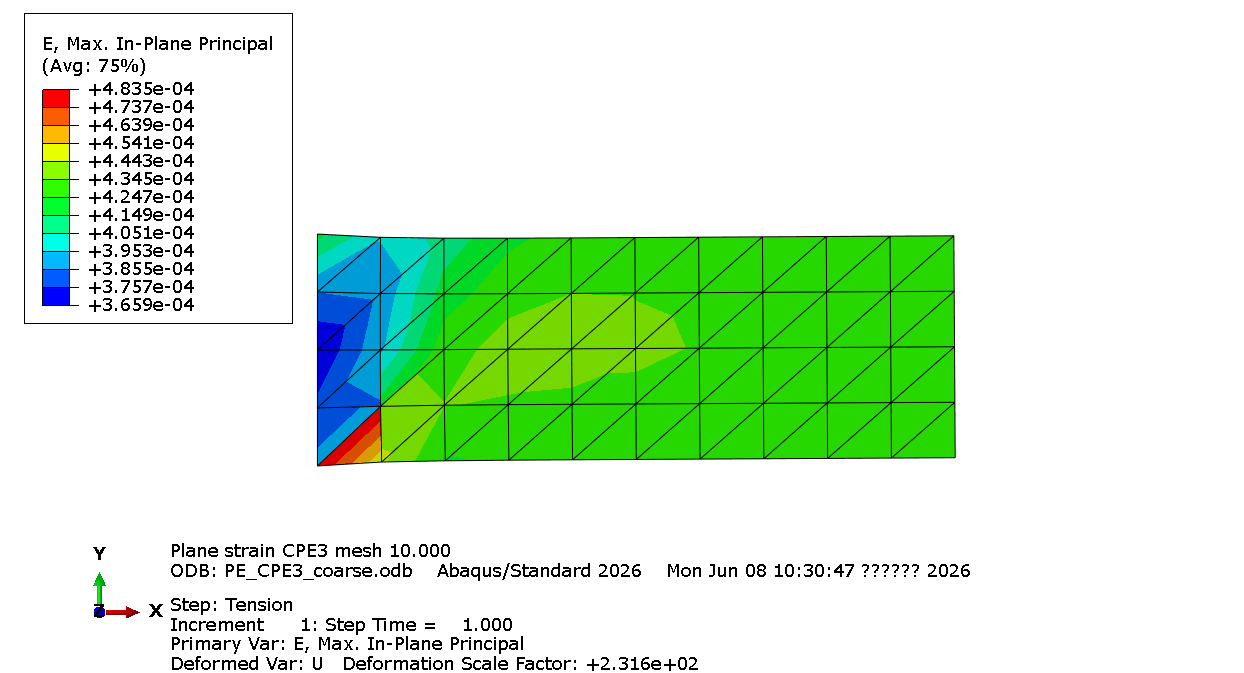 E, Max. In-Plane Principal
(Avg: 75%)
+4.835e-04
+4.737e-04
+4.639e-04
+4.541e-04
+4.443e-04
+4.345e-04
+4.247e-04
+4.149e-04
+4.051e-04
+3.953e-04
+3.855e-04
+3.757e-04
+3.659e-04
Y
Z X
Plane strain CPE3 mesh 10.000
ODB: PE_CPE3_coarse.odb Abaqus/Standard 2026 Mon Jun 08 10:30:47 ?????? 2026
Step: Tension
Increment 1: Step Time = 1.000
Primary Var: E, Max. In-Plane Principal
Deformed Var: U Deformation Scale Factor: +2.316e+02